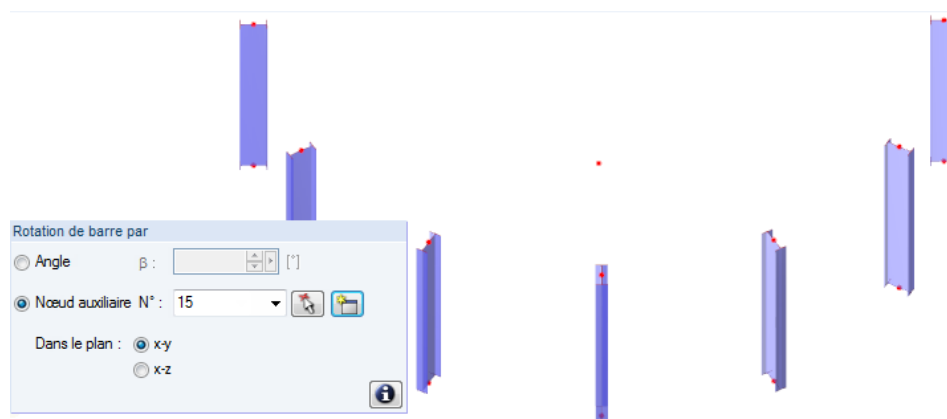 Rotation de barre par
Angle β : [°]
Nœud auxiliaire N° : 15
Dans le plan : x-y
x-z